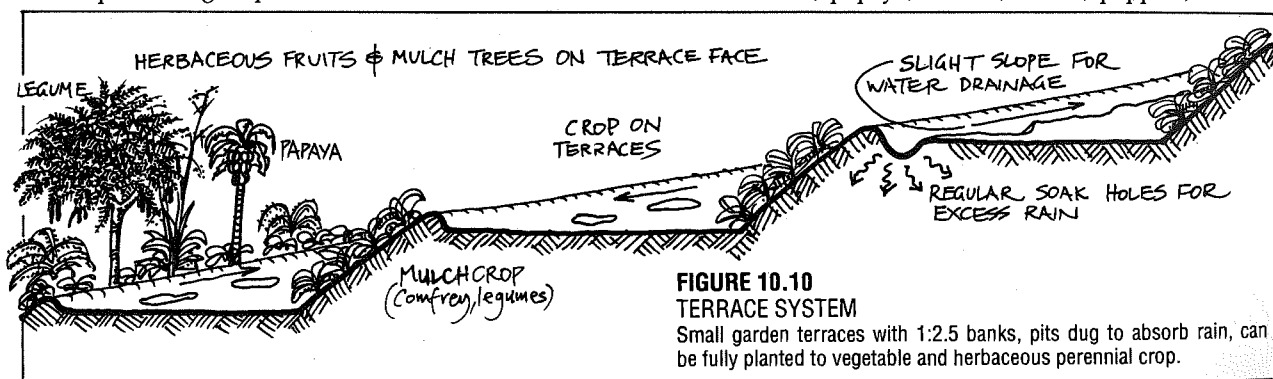 HERBACEOUS FRUITS & MULCH TREES ON TERRACE FACE
LEGUME
PAPAYA
CROP ON
TERRACES
SLIGHT SLOPE FOR
WATER DRAINAGE
REGULAR SOAK HOLES FOR
EXCESS RAIN
MULCH CROP
(Comfrey, legumes)
FIGURE 10.10
TERRACE SYSTEM
Small garden terraces with 1:2.5 banks, pits dug to absorb rain, can
be fully planted to vegetable and herbaceous perennial crop.